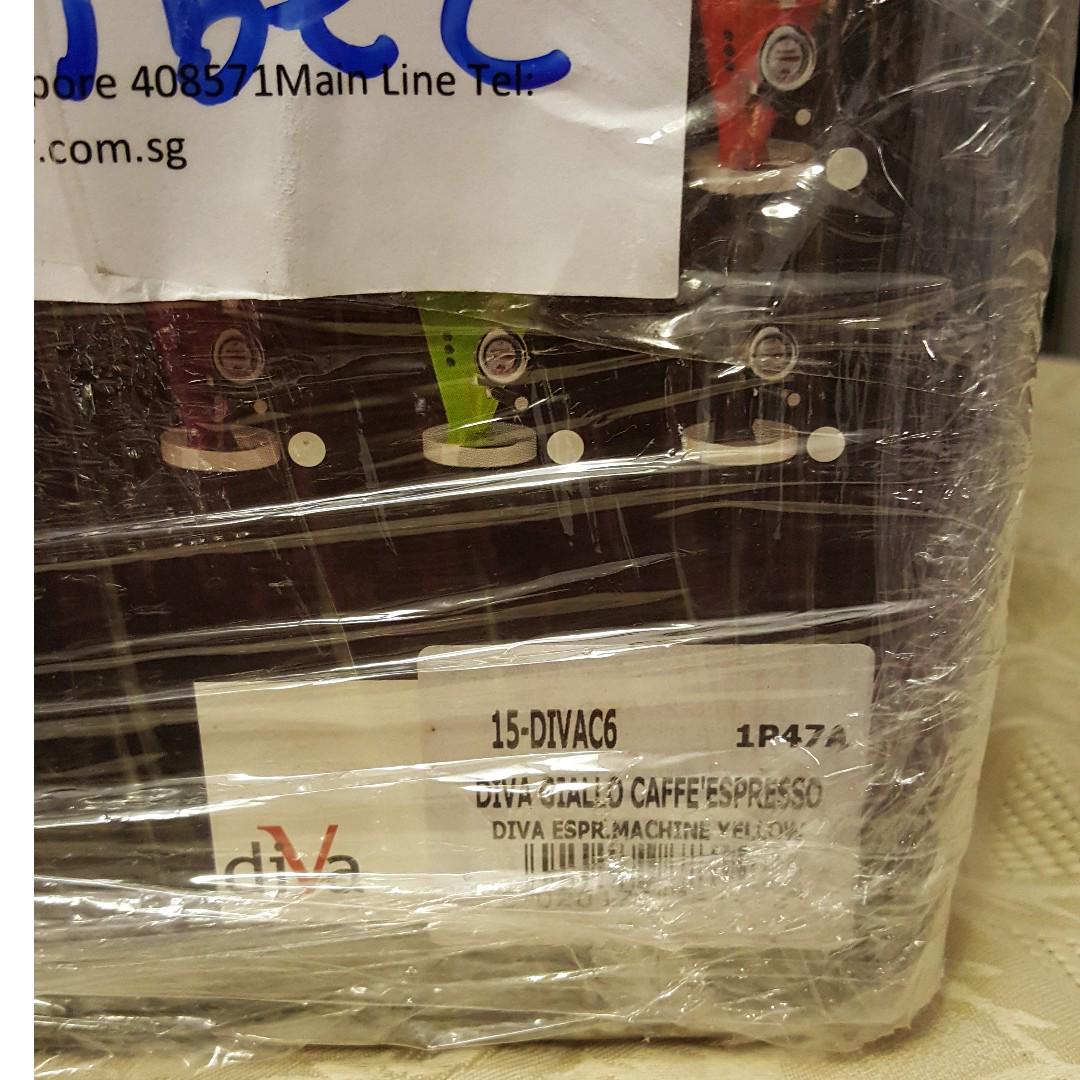 pore 408571Main Line Tel:
.com.sg
15-DIVAC6 1P47A
DIVA GIALLO CAFFE'ESPRESSO
DIVA ESPR.MACHINE YELLOW
diva